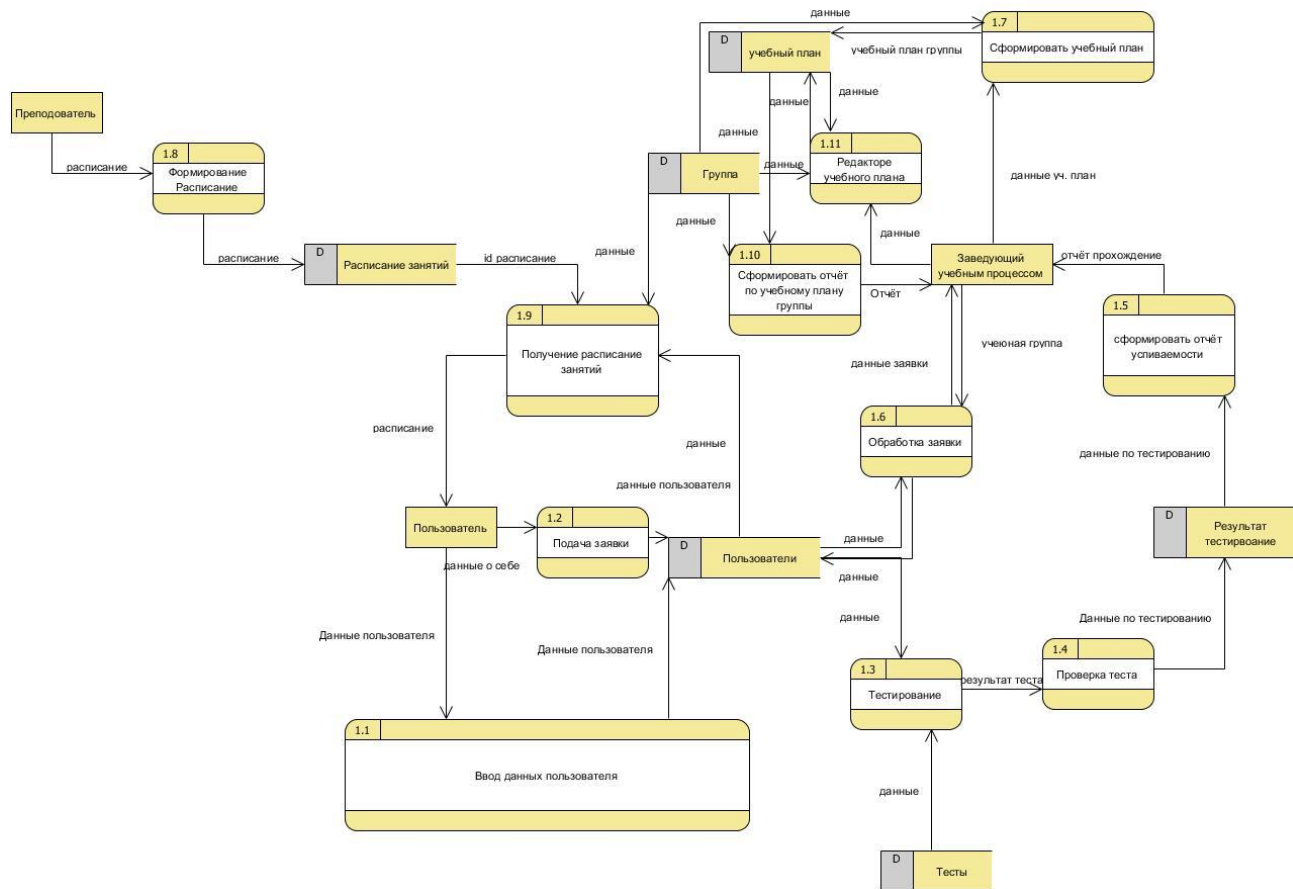 данные
1.7
D
учебный план
учебный план группы
Сформировать учебный план
Преподователь
данные
данные
данные
1.8
1.11
расписание
Формирование
Расписание
D
Группа
данные
Редакторе
учебного плана
данные уч. план
данные
данные
D
Расписание занятий
расписание
id расписание
данные
1.10
Сформировать отчёт
по учебному плану
группы
Отчёт
Заведующий
учебным процессом
отчёт прохождение
1.5
сформировать отчёт
успиваемости
1.9
Получение расписание
занятий
учеюная группа
данные заявки
1.6
Обработка заявки
расписание
данные
данные по тестированию
данные пользователя
Пользователь
1.2
Подача заявки
данные о себе
D
Пользователи
данные
данные
D
Результат
тестирвоание
данные
Данные пользователя
Данные пользователя
Данные по тестированию
1.3
Тестирование
результат теста
1.4
Проверка теста
1.1
Ввод данных пользователя
данные
D
Тесты